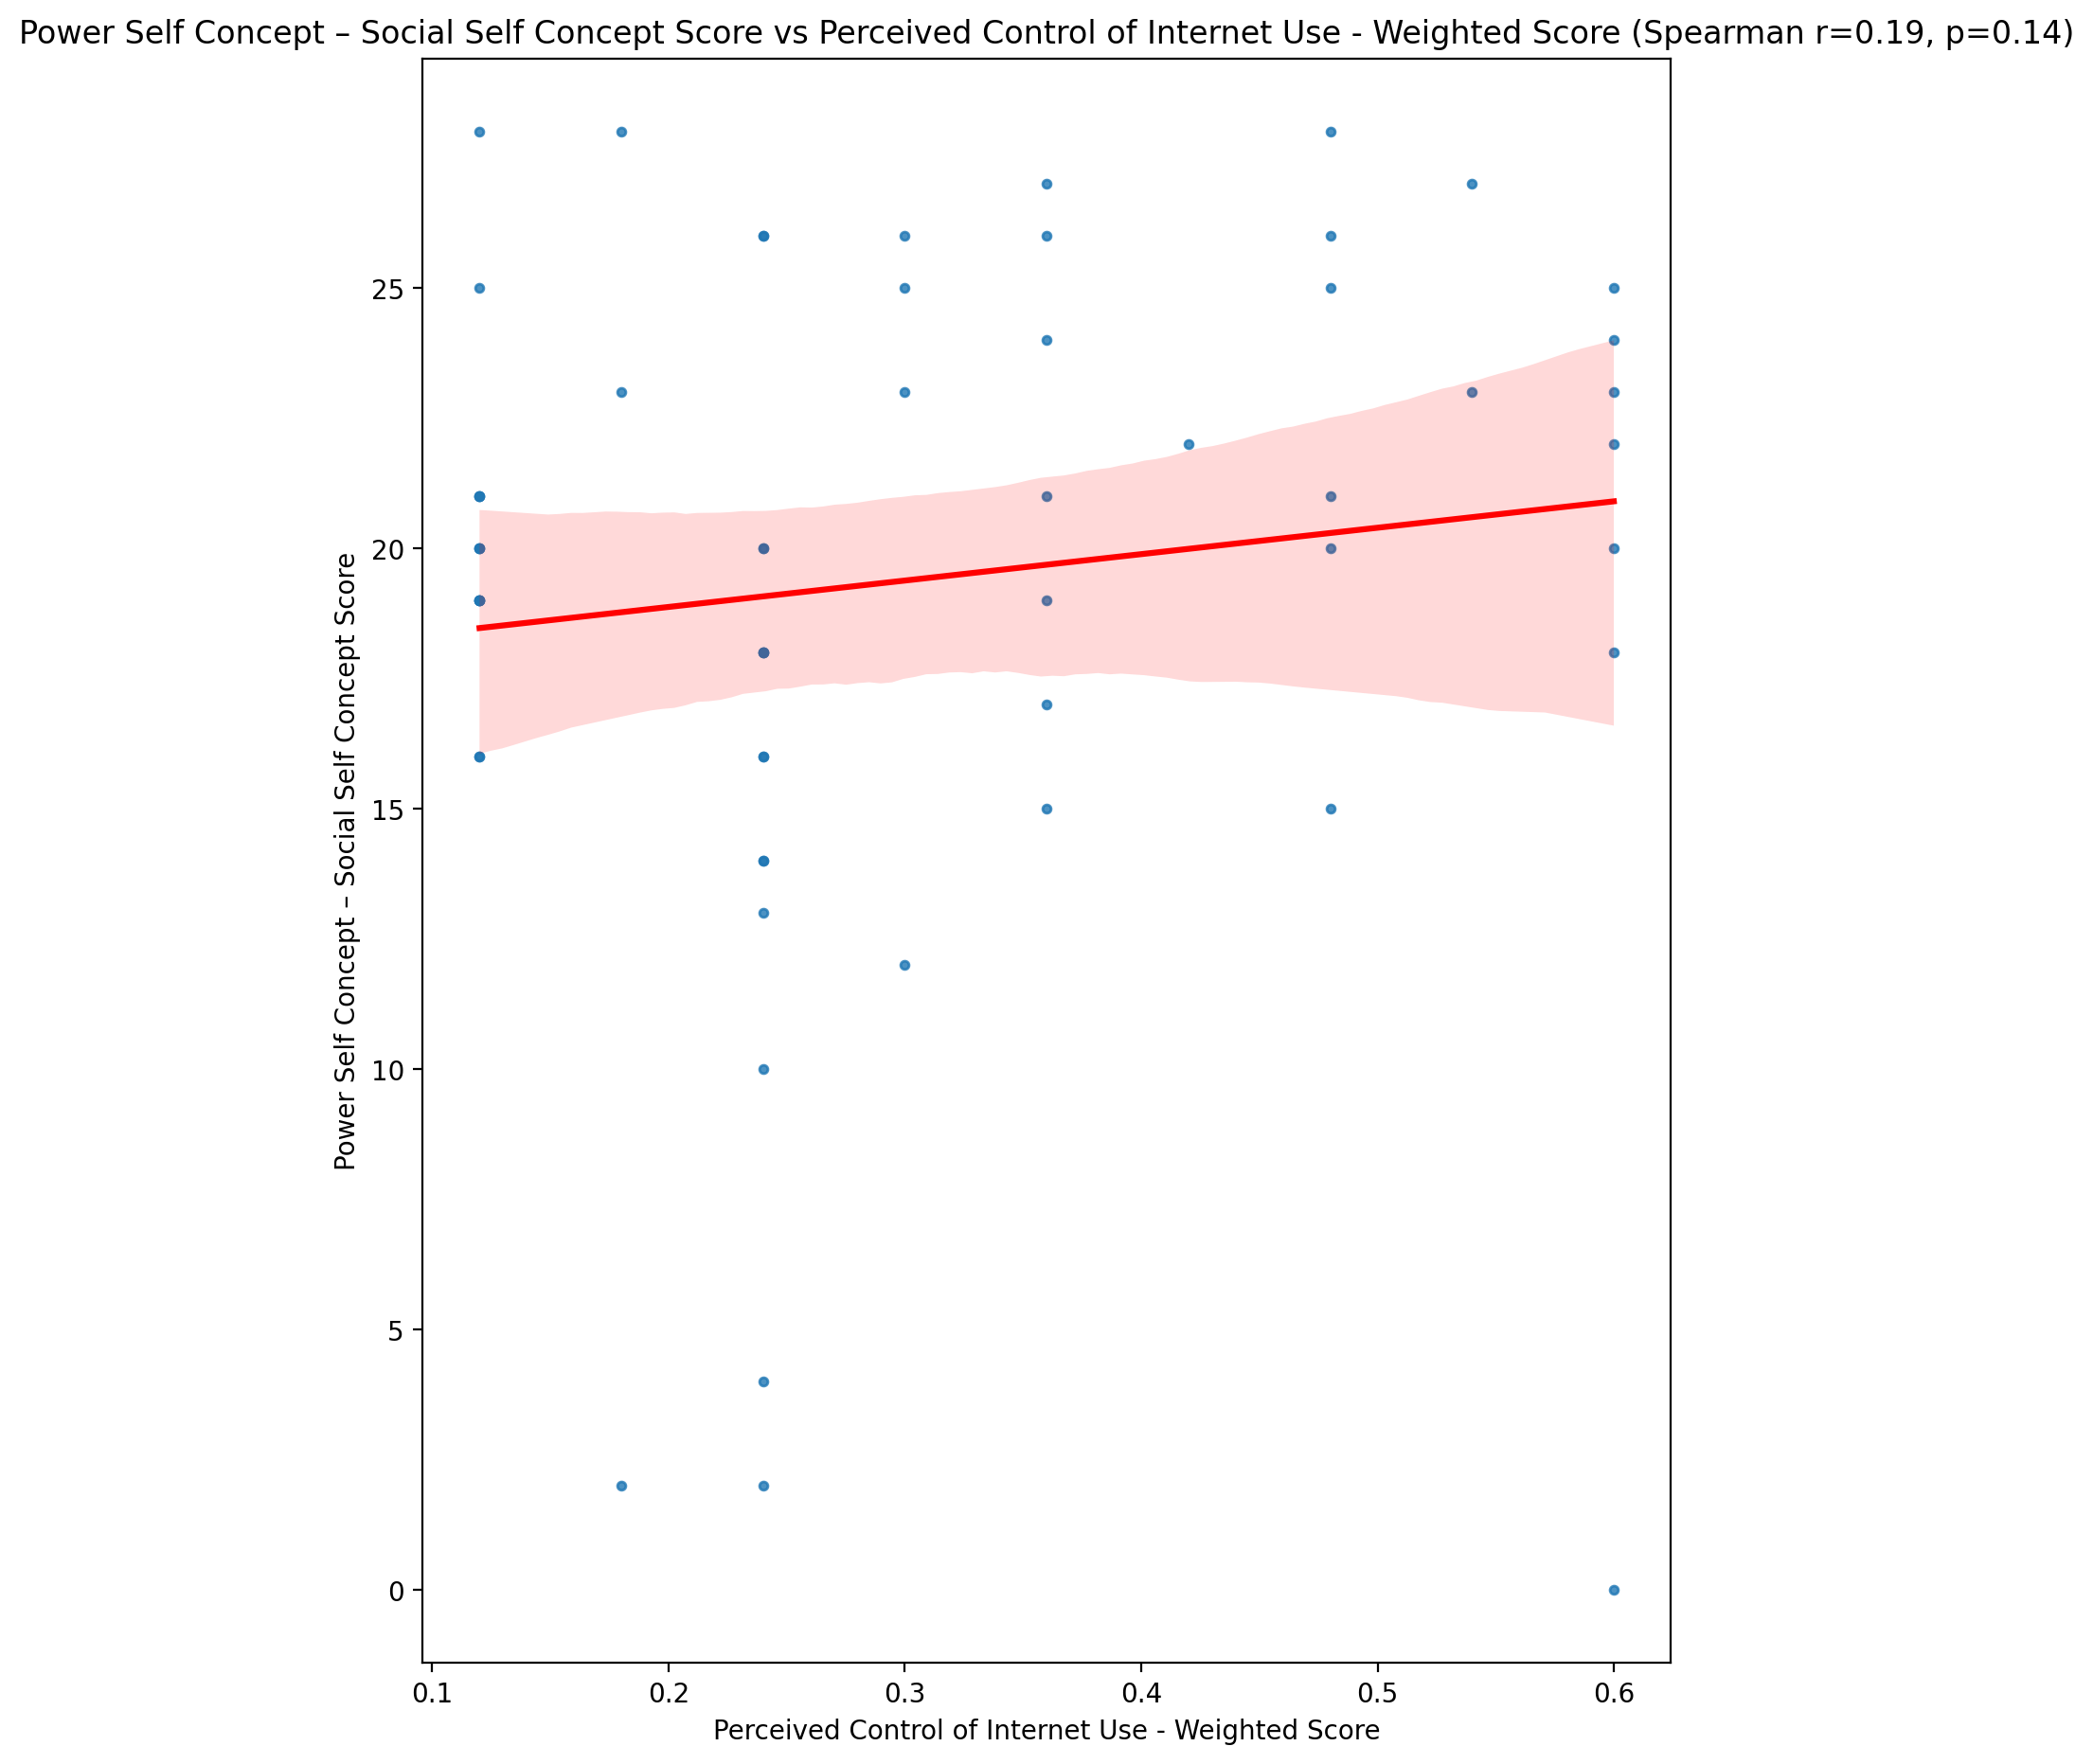 Power Self Concept – Social Self Concept Score vs Perceived Control of Internet Use - Weighted Score (Spearman r=0.19, p=0.14)
Power Self Concept – Social Self Concept Score
25
20
15
10
5
0
0.1 0.2 0.3 0.4 0.5 0.6
Perceived Control of Internet Use - Weighted Score